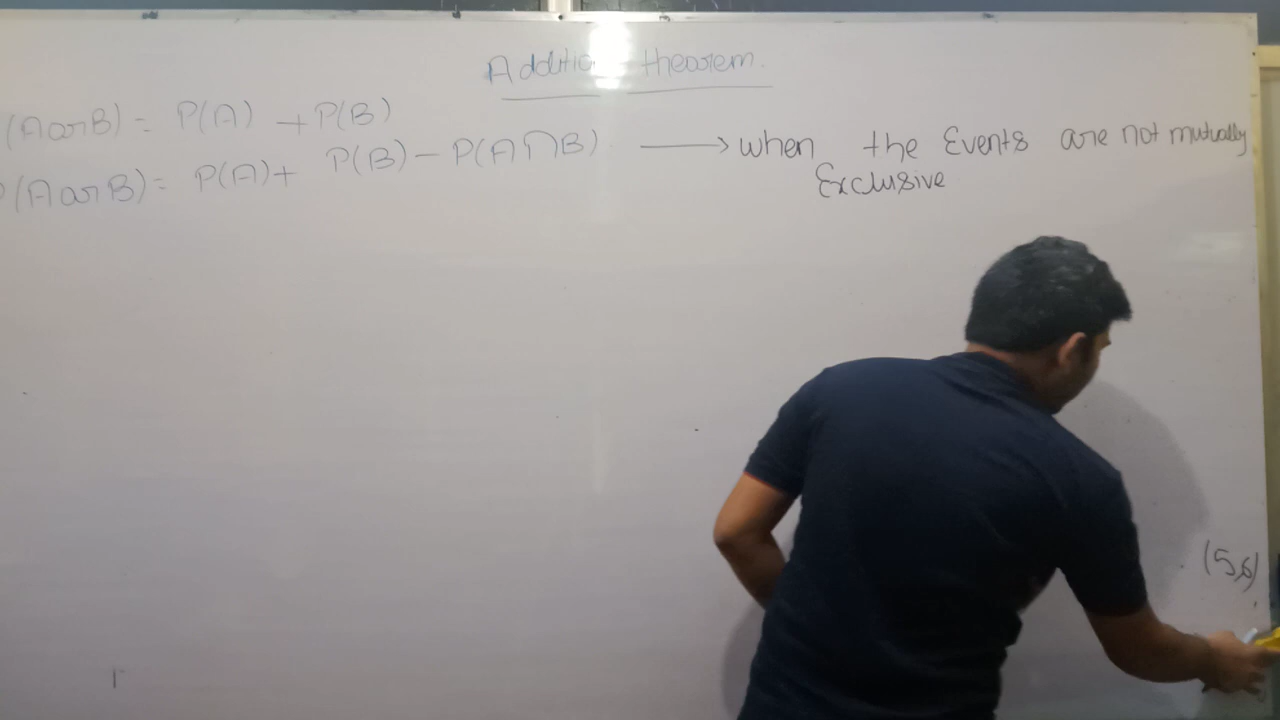 Addition theorem.
(A or B) = P(A) + P(B)
P(A or B) = P(A) + P(B) - P(A∩B) ⟶ when the Events are not mutually
Exclusive
(5,6)